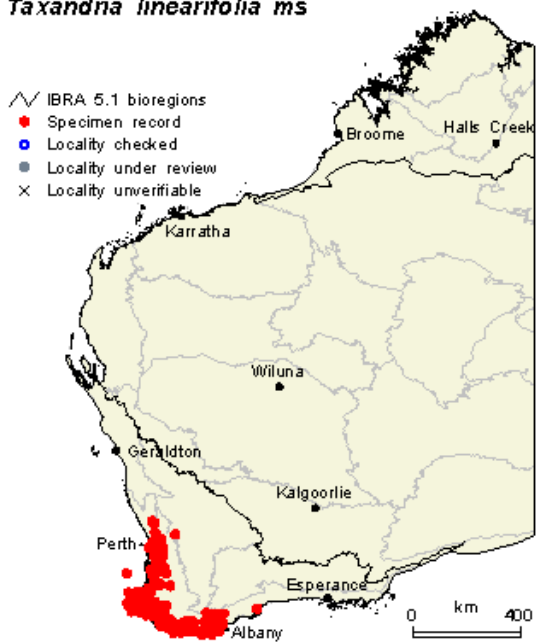 Taxandria linearifolia ms
IBRA 5.1 bioregions
Specimen record
Locality checked
Locality under review
Locality unverifiable
Broome
Halls Creek
Karratha
Wiluna
Geraldton
Kalgoorlie
Perth
Esperance
Albany
0 km 400